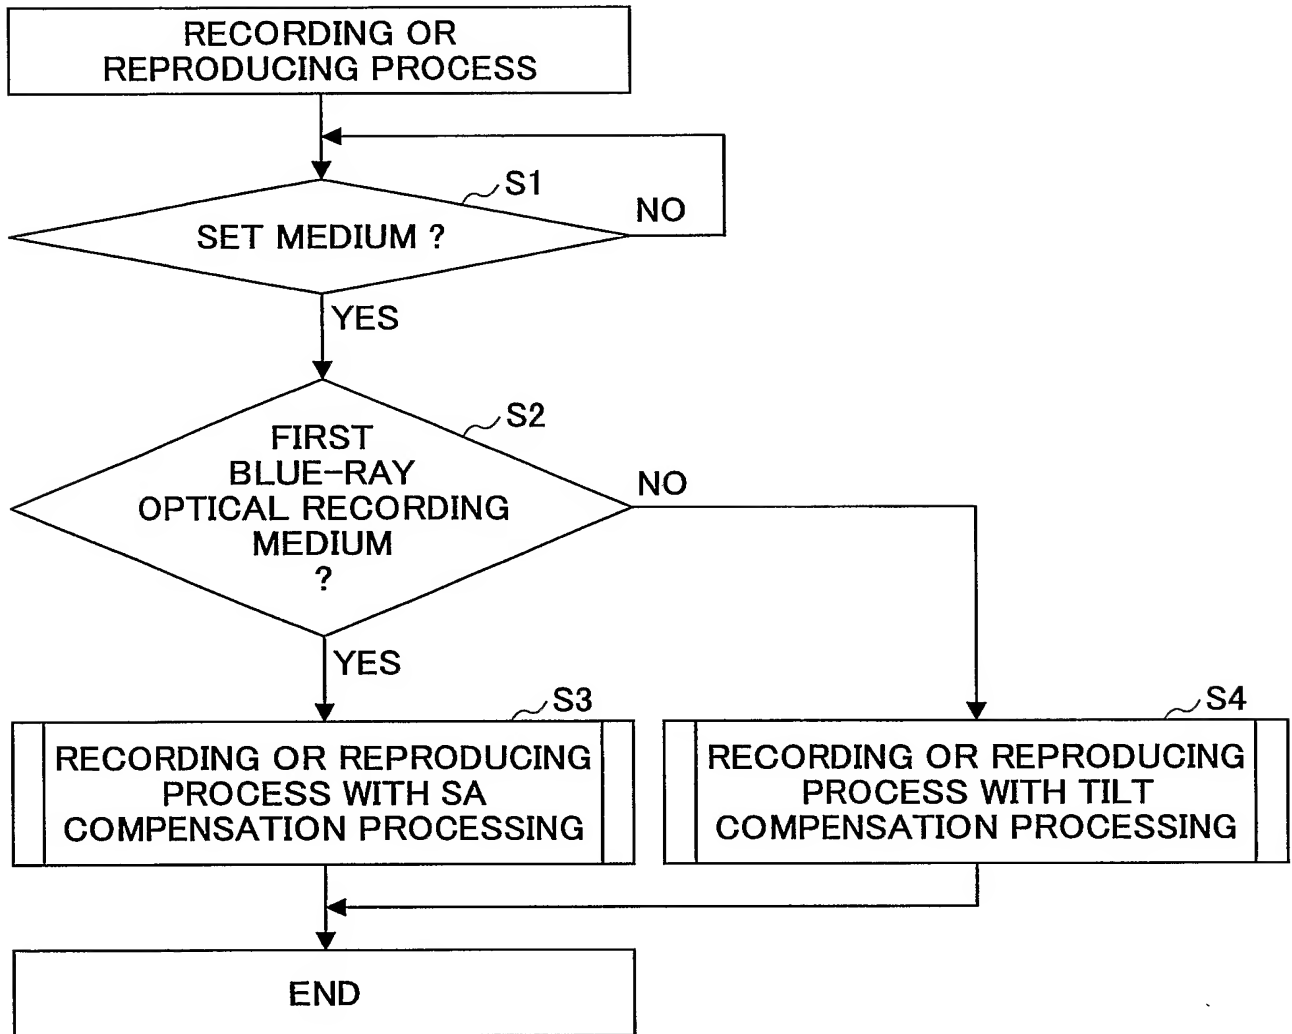 RECORDING OR
REPRODUCING PROCESS
S1
NO
SET MEDIUM ?
YES
S2
FIRST
BLUE-RAY
OPTICAL RECORDING
MEDIUM
?
NO
YES
S3
RECORDING OR REPRODUCING
PROCESS WITH SA
COMPENSATION PROCESSING
S4
RECORDING OR REPRODUCING
PROCESS WITH TILT
COMPENSATION PROCESSING
END